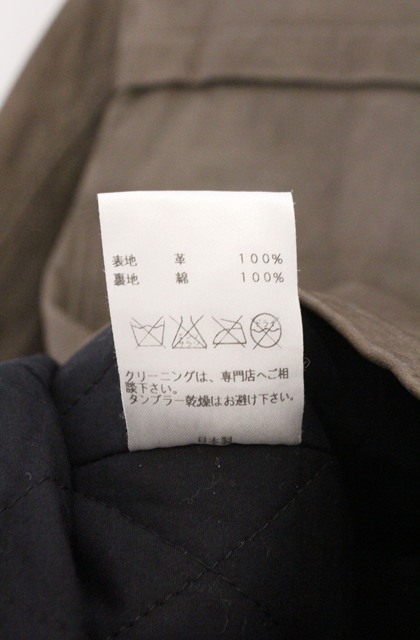 表地 革 100%
裏地 綿 100%
クリーニングは、専門店へご相
談下さい。
タンブラー乾燥はお避け下さい。
日本製